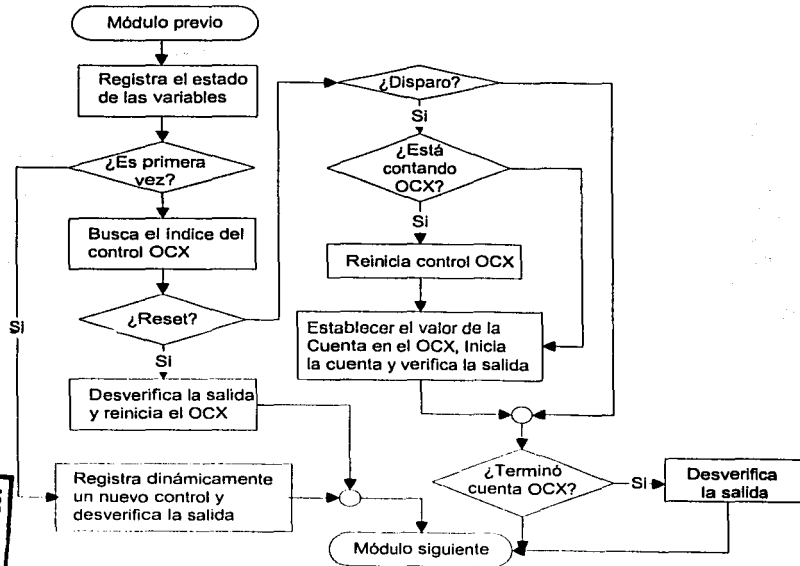 Módulo previo
Registra el estado
de las variables
¿Es primera
vez?
Busca el índice del
control OCX
¿Reset?
Si
Si
Desverifica la salida
y reinicia el OCX
Registra dinámicamente
un nuevo control y
desverifica la salida
¿Disparo?
Si
¿Está
contando
OCX?
Si
Reinicia control OCX
Establecer el valor de la
Cuenta en el OCX, Inicia
la cuenta y verifica la salida
¿Terminó
cuenta OCX?
Si
Desverifica
la salida
Módulo siguiente